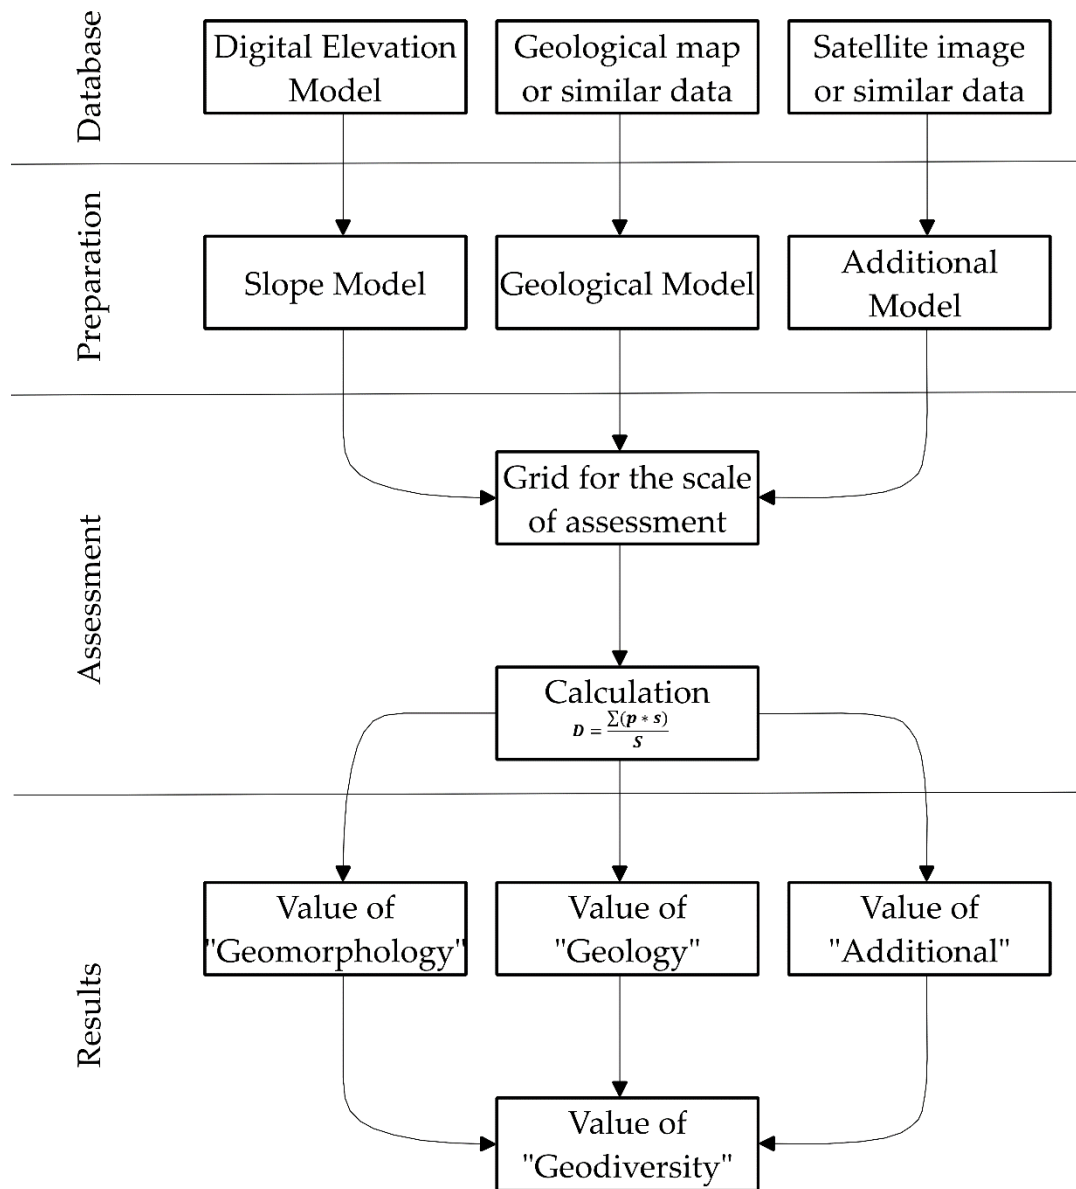 Database
Digital Elevation
Model
Geological map
or similar data
Satellite image
or similar data
Preparation
Slope Model
Geological Model
Additional
Model
Assessment
Grid for the scale
of assessment
Calculation
D = ∑(p * s) / S
Results
Value of
"Geomorphology"
Value of
"Geology"
Value of
"Additional"
Value of
"Geodiversity"